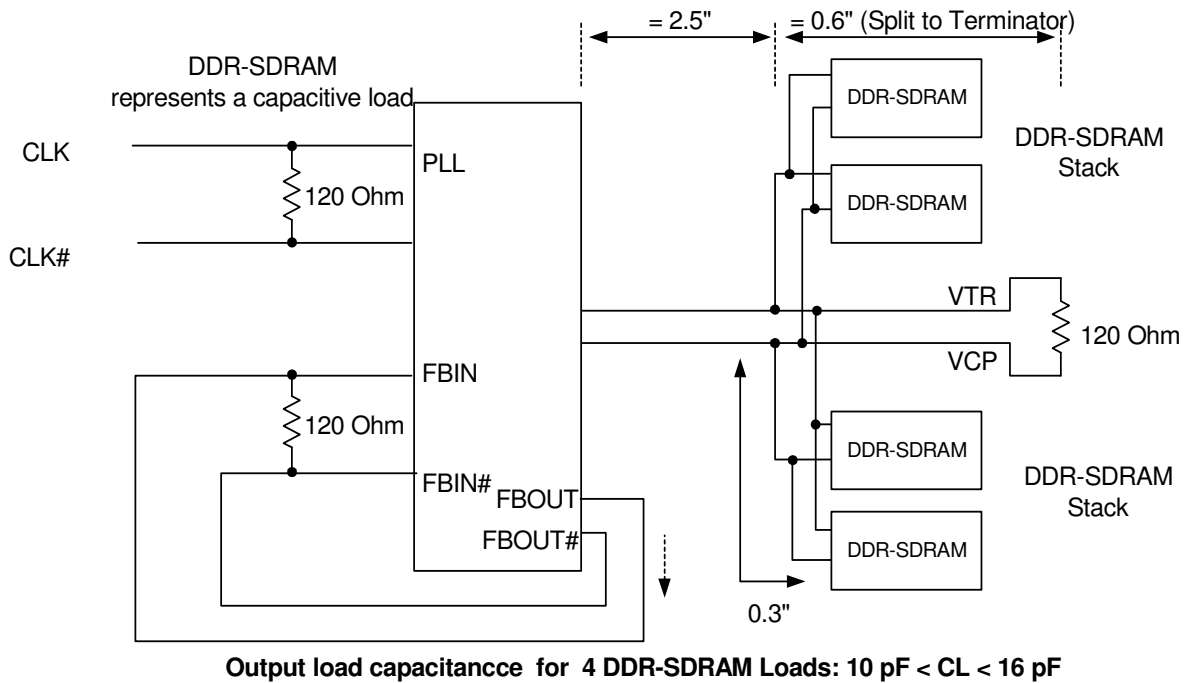 = 2.5"
= 0.6" (Split to Terminator)
DDR-SDRAM
represents a capacitive load
CLK
CLK#
120 Ohm
PLL
FBIN
120 Ohm
FBIN#
FBOUT
FBOUT#
DDR-SDRAM
DDR-SDRAM
DDR-SDRAM
Stack
VTR
VCP
120 Ohm
DDR-SDRAM
DDR-SDRAM
DDR-SDRAM
Stack
0.3"
Output load capacitancce for 4 DDR-SDRAM Loads: 10 pF < CL < 16 pF